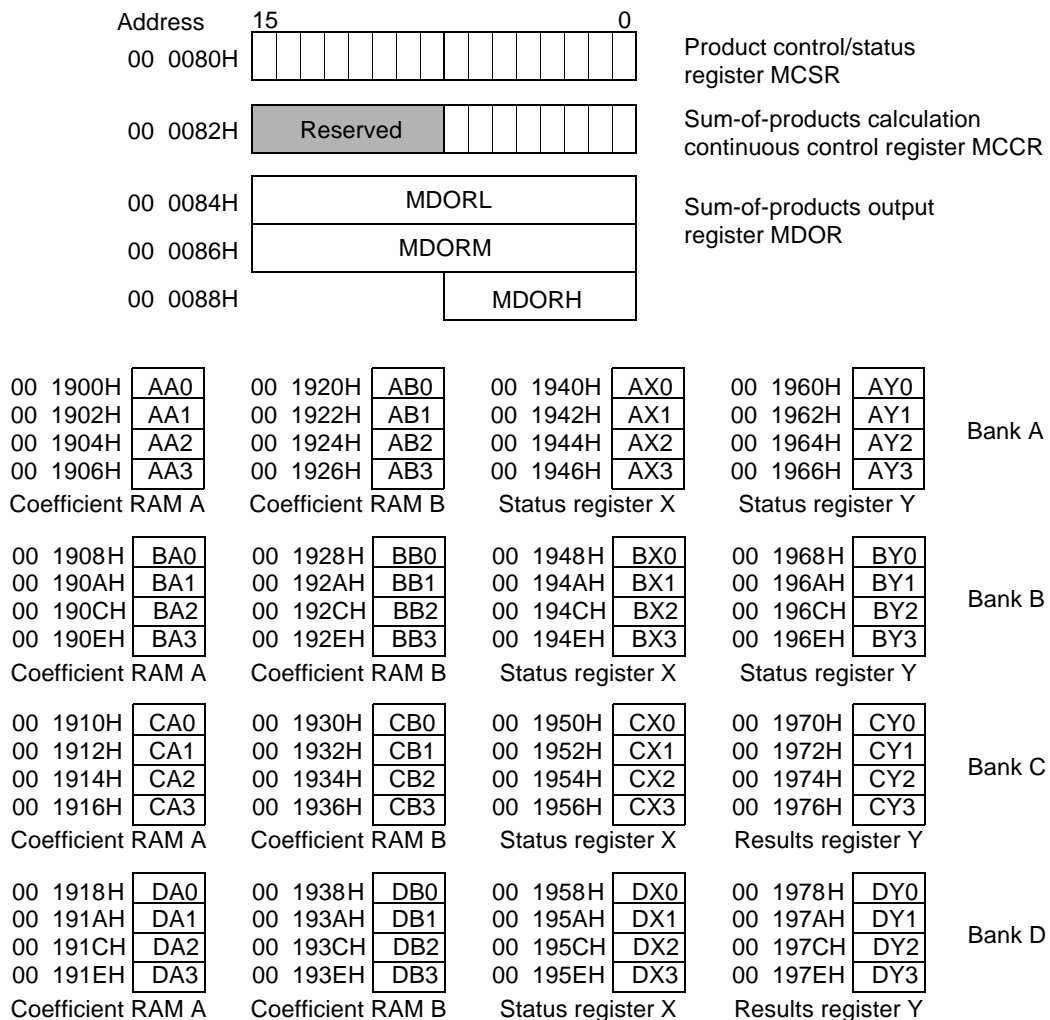 Address 15 0
00 0080H Product control/status
register MCSR
00 0082H Reserved Sum-of-products calculation
continuous control register MCCR
00 0084H MDORL Sum-of-products output
register MDOR
00 0086H MDORM
00 0088H MDORH
00 1900H AA0 00 1920H AB0 00 1940H AX0 00 1960H AY0
00 1902H AA1 00 1922H AB1 00 1942H AX1 00 1962H AY1
Bank A
00 1904H AA2 00 1924H AB2 00 1944H AX2 00 1964H AY2
00 1906H AA3 00 1926H AB3 00 1946H AX3 00 1966H AY3
Coefficient RAM A Coefficient RAM B Status register X Status register Y
00 1908H BA0 00 1928H BB0 00 1948H BX0 00 1968H BY0
00 190AH BA1 00 192AH BB1 00 194AH BX1 00 196AH BY1
Bank B
00 190CH BA2 00 192CH BB2 00 194CH BX2 00 196CH BY2
00 190EH BA3 00 192EH BB3 00 194EH BX3 00 196EH BY3
Coefficient RAM A Coefficient RAM B Status register X Status register Y
00 1910H CA0 00 1930H CB0 00 1950H CX0 00 1970H CY0
00 1912H CA1 00 1932H CB1 00 1952H CX1 00 1972H CY1
Bank C
00 1914H CA2 00 1934H CB2 00 1954H CX2 00 1974H CY2
00 1916H CA3 00 1936H CB3 00 1956H CX3 00 1976H CY3
Coefficient RAM A Coefficient RAM B Status register X Results register Y
00 1918H DA0 00 1938H DB0 00 1958H DX0 00 1978H DY0
00 191AH DA1 00 193AH DB1 00 195AH DX1 00 197AH DY1
Bank D
00 191CH DA2 00 193CH DB2 00 195CH DX2 00 197CH DY2
00 191EH DA3 00 193EH DB3 00 195EH DX3 00 197EH DY3
Coefficient RAM A Coefficient RAM B Status register X Results register Y